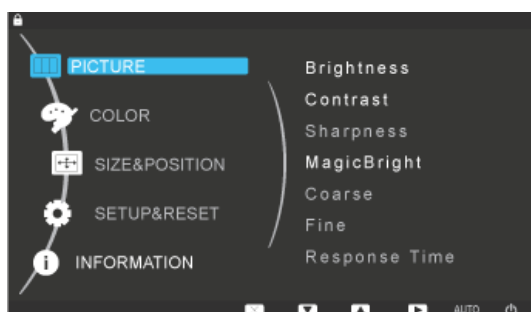 PICTURE
COLOR
SIZE&POSITION
SETUP&RESET
INFORMATION
Brightness
Contrast
Sharpness
MagicBright
Coarse
Fine
Response Time
AUTO